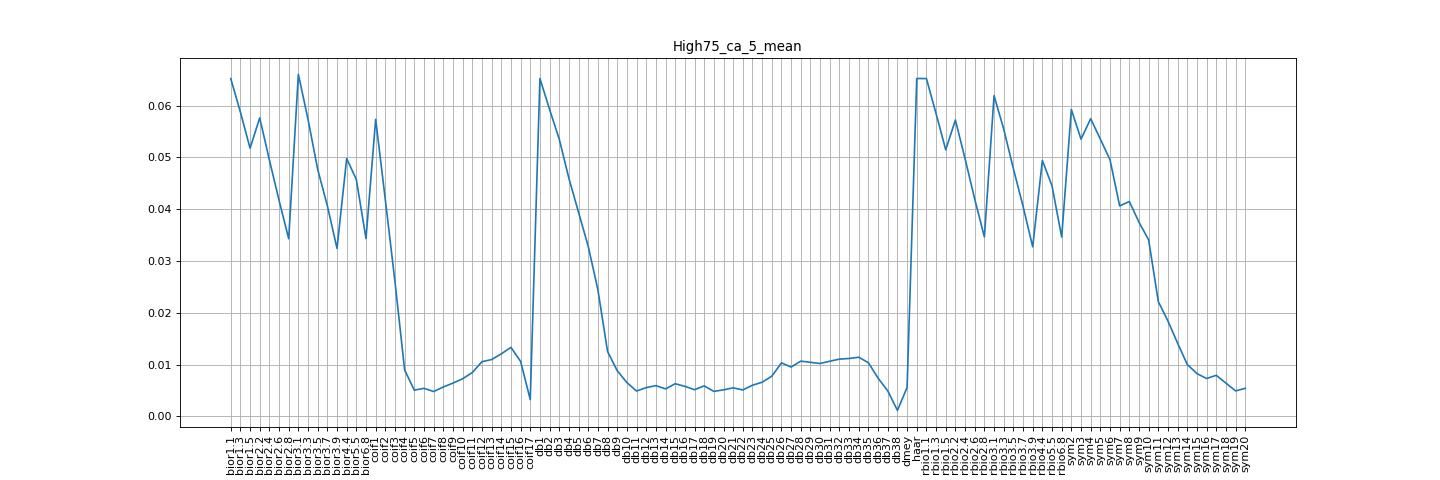 High75_ca_5_mean
0.06
0.05
0.04
0.03
0.02
0.01
0.00
bior1.1
bior1.3
bior1.5
bior2.2
bior2.4
bior2.6
bior2.8
bior3.1
bior3.3
bior3.5
bior3.7
bior3.9
bior4.4
bior5.5
bior6.8
coif1
coif2
coif3
coif4
coif5
coif6
coif7
coif8
coif9
coif10
coif11
coif12
coif13
coif14
coif15
coif16
coif17
db1
db2
db3
db4
db5
db6
db7
db8
db9
db10
db11
db12
db13
db14
db15
db16
db17
db18
db19
db20
db21
db22
db23
db24
db25
db26
db27
db28
db29
db30
db31
db32
db33
db34
db35
db36
db37
db38
dmey
haar
rbio1.1
rbio1.3
rbio1.5
rbio2.2
rbio2.4
rbio2.6
rbio2.8
rbio3.1
rbio3.3
rbio3.5
rbio3.7
rbio3.9
rbio4.4
rbio5.5
rbio6.8
sym2
sym3
sym4
sym5
sym6
sym7
sym8
sym9
sym10
sym11
sym12
sym13
sym14
sym15
sym16
sym17
sym18
sym19
sym20